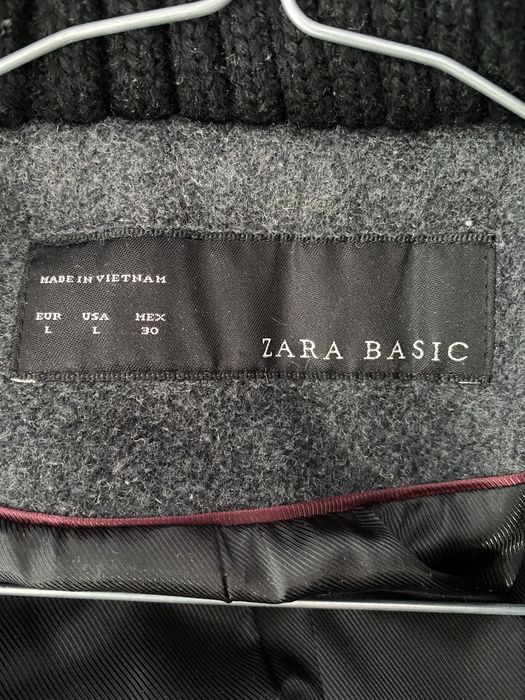 MADE IN VIETNAM
EUR USA MEX
L L 30
ZARA BASIC